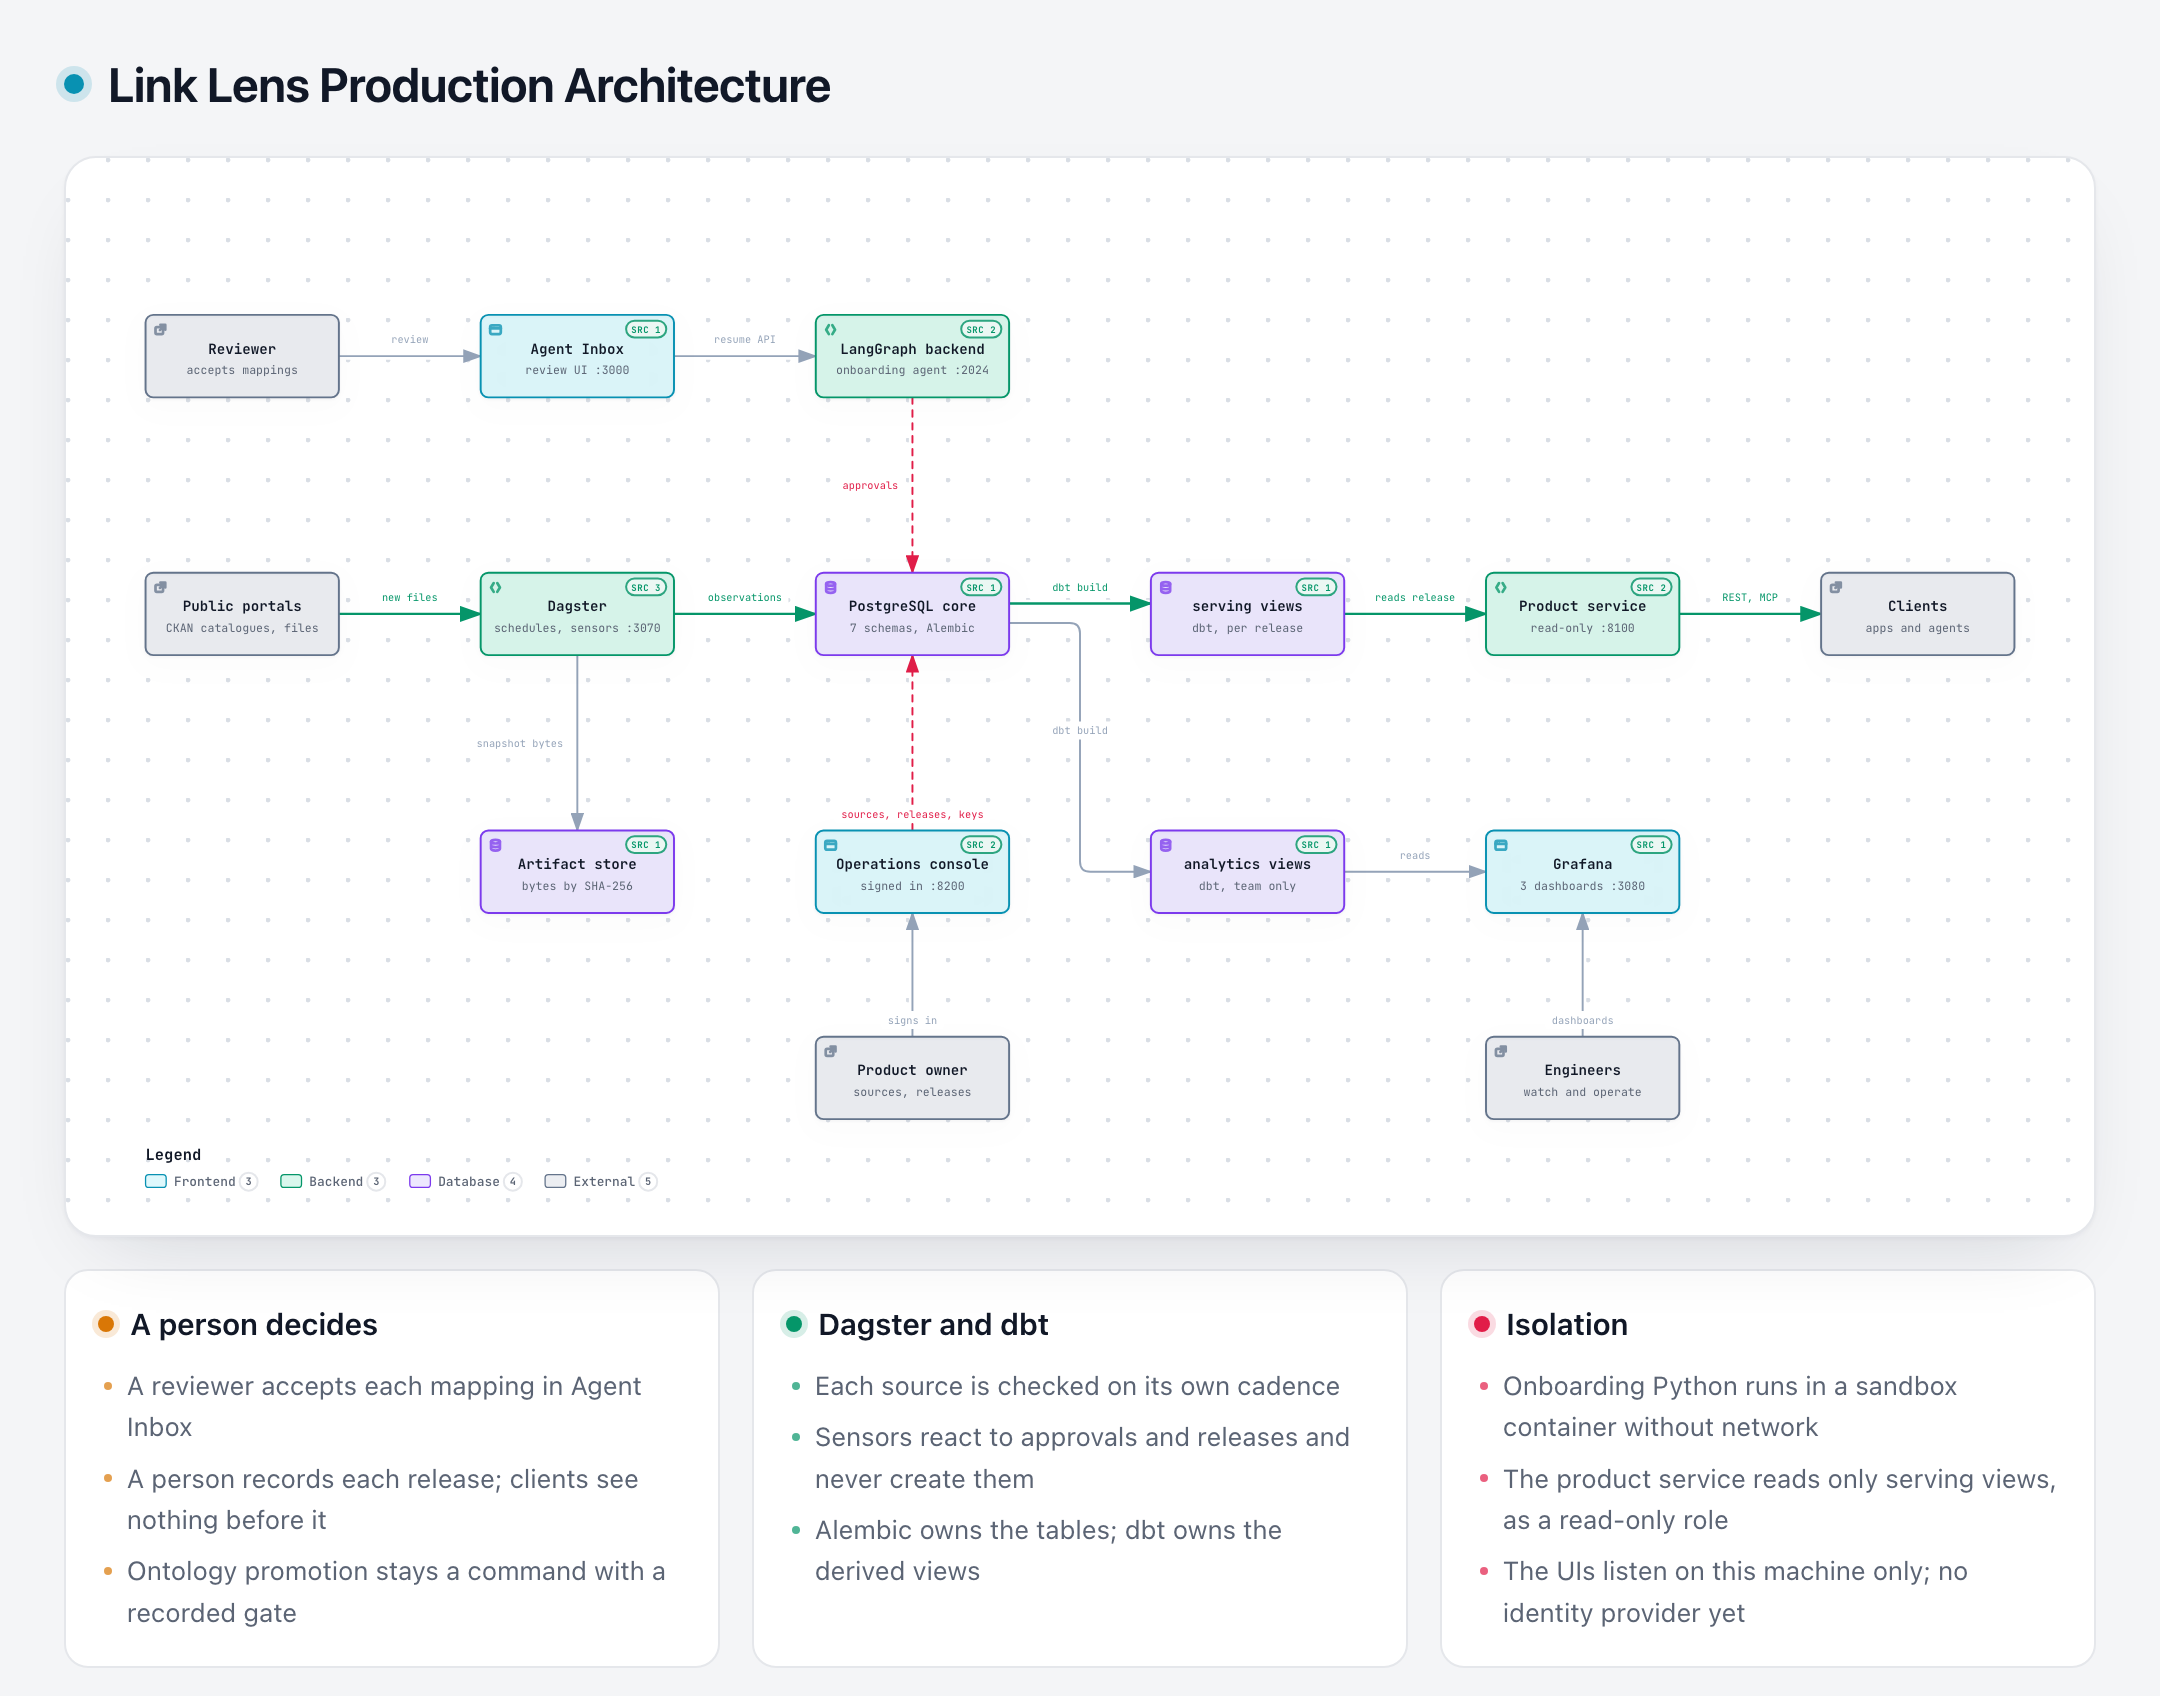 Link Lens Production Architecture
Reviewer
accepts mappings
review
SRC 1
Agent Inbox
review UI :3000
resume API
SRC 2
LangGraph backend
onboarding agent :2024
approvals
Public portals
CKAN catalogues, files
new files
SRC 3
Dagster
schedules, sensors :3070
observations
SRC 1
PostgreSQL core
7 schemas, Alembic
dbt build
SRC 1
serving views
dbt, per release
reads release
SRC 2
Product service
read-only :8100
REST, MCP
Clients
apps and agents
snapshot bytes
dbt build
sources, releases, keys
SRC 1
Artifact store
bytes by SHA-256
SRC 2
Operations console
signed in :8200
SRC 1
analytics views
dbt, team only
reads
SRC 1
Grafana
3 dashboards :3080
signs in
dashboards
Product owner
sources, releases
Engineers
watch and operate
Legend
Frontend 3 Backend 3 Database 4 External 5
A person decides
A reviewer accepts each mapping in Agent
Inbox
A person records each release; clients see
nothing before it
Ontology promotion stays a command with a
recorded gate
Dagster and dbt
Each source is checked on its own cadence
Sensors react to approvals and releases and
never create them
Alembic owns the tables; dbt owns the
derived views
Isolation
Onboarding Python runs in a sandbox
container without network
The product service reads only serving views,
as a read-only role
The UIs listen on this machine only; no
identity provider yet